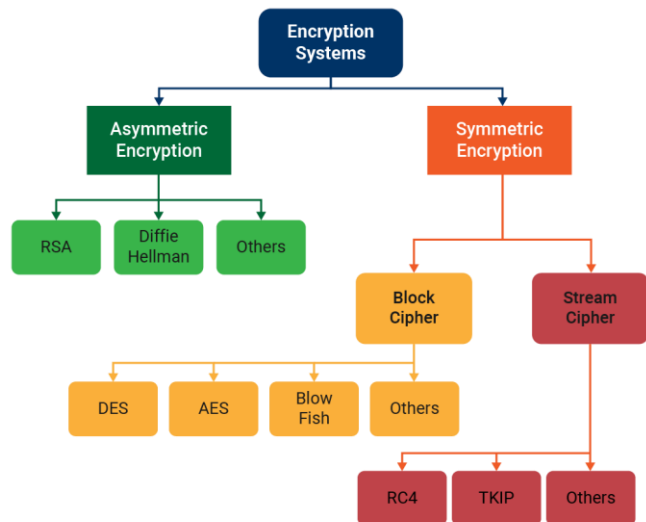 Encryption
Systems
Asymmetric
Encryption
Symmetric
Encryption
RSA
Diffie
Hellman
Others
Block
Cipher
Stream
Cipher
DES
AES
Blow
Fish
Others
RC4
TKIP
Others